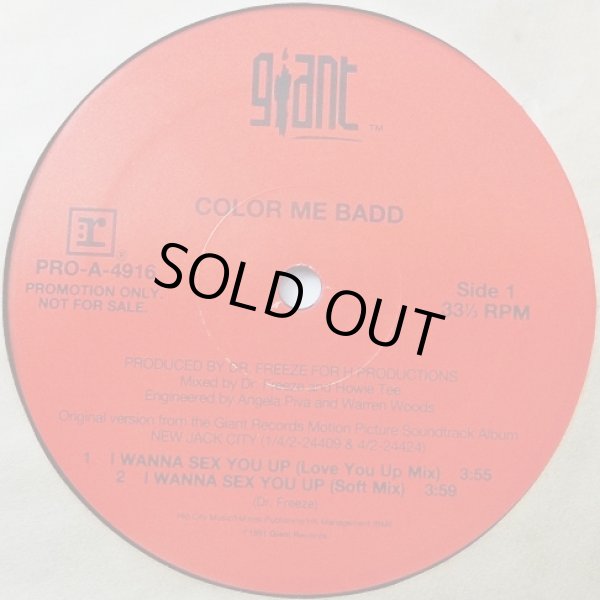 giant ™
COLOR ME BADD
r ®
PRO-A-4916
PROMOTION ONLY.
NOT FOR SALE.
Side 1
33⅓ RPM
SOLD OUT
PRODUCED BY DR. FREEZE FOR H PRODUCTIONS
Mixed by Dr. Freeze and Howie Tee
Engineered by Angela Piva and Warren Woods
Original version from the Giant Records Motion Picture Soundtrack Album
NEW JACK CITY (1/4/2-24409 & 4/2-24424)
1 I WANNA SEX YOU UP (Love You Up Mix) 3:55
2 I WANNA SEX YOU UP (Soft Mix) 3:59
(Dr. Freeze)
Giant Records